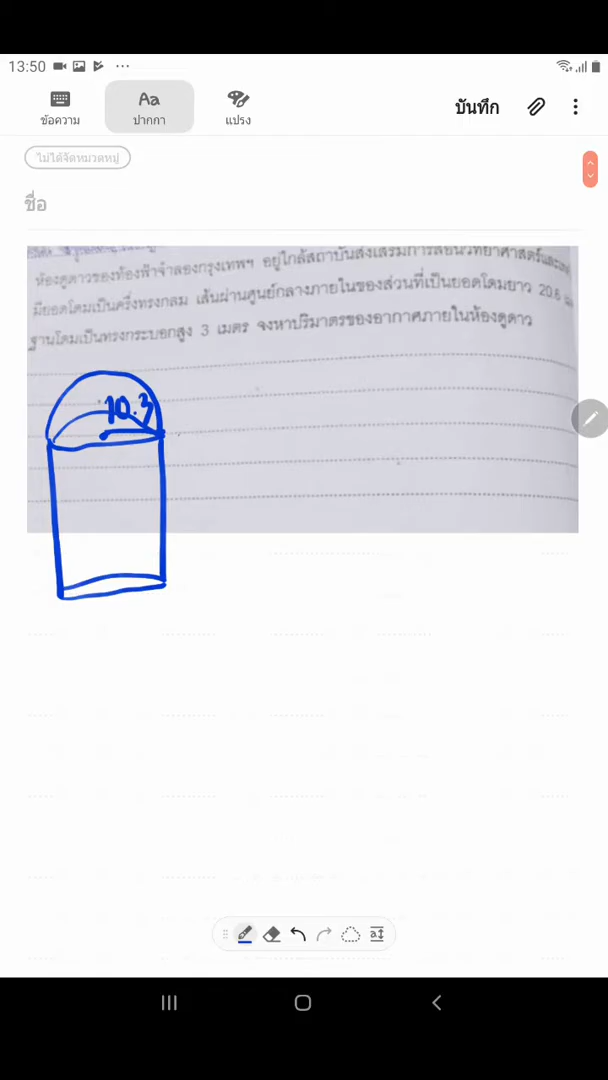 13:50
ข้อความ
Aa
ปากกา
แปรง
บันทึก
ไม่ได้จัดหมวดหมู่
ชื่อ
ห้องดูดาวของท้องฟ้าจำลองกรุงเทพฯ อยู่ใกล้สถาบันส่งเสริมการสอนวิทยาศาสตร์และ
มียอดโดมเป็นครึ่งทรงกลม เส้นผ่านศูนย์กลางภายในของส่วนที่เป็นยอดโดมยาว 20.6
ฐานโดมเป็นทรงกระบอกสูง 3 เมตร จงหาปริมาตรของอากาศภายในห้องดูดาว
10.3